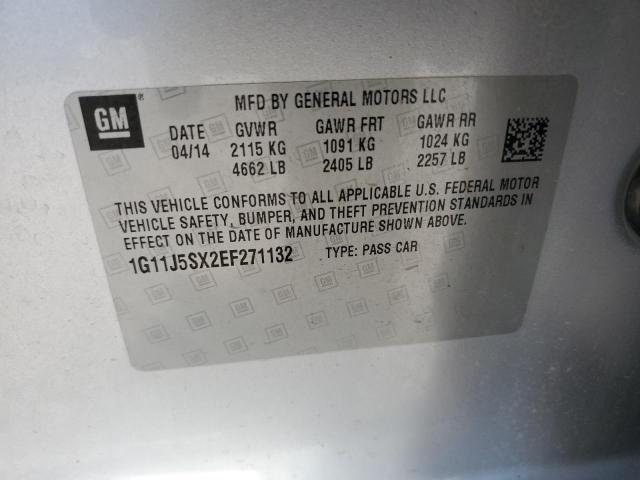 GM
MFD BY GENERAL MOTORS LLC
DATE GVWR GAWR FRT GAWR RR
04/14 2115 KG 1091 KG 1024 KG
4662 LB 2405 LB 2257 LB
THIS VEHICLE CONFORMS TO ALL APPLICABLE U.S. FEDERAL MOTOR
VEHICLE SAFETY, BUMPER, AND THEFT PREVENTION STANDARDS IN
EFFECT ON THE DATE OF MANUFACTURE SHOWN ABOVE.
1G11J5SX2EF271132 TYPE: PASS CAR